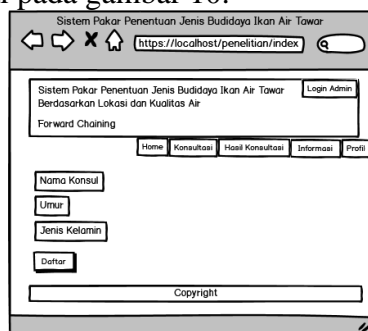 pada gambar 10.
Sistem Pakar Penentuan Jenis Budidaya Ikan Air Tawar
https://localhost/penelitian/index
Sistem Pakar Penentuan Jenis Budidaya Ikan Air Tawar
Berdasarkan Lokasi dan Kualitas Air
Forward Chaining
Login Admin
Home Konsultasi Hasil Konsultasi Informasi Profil
Nama Konsul
Umur
Jenis Kelamin
Daftar
Copyright